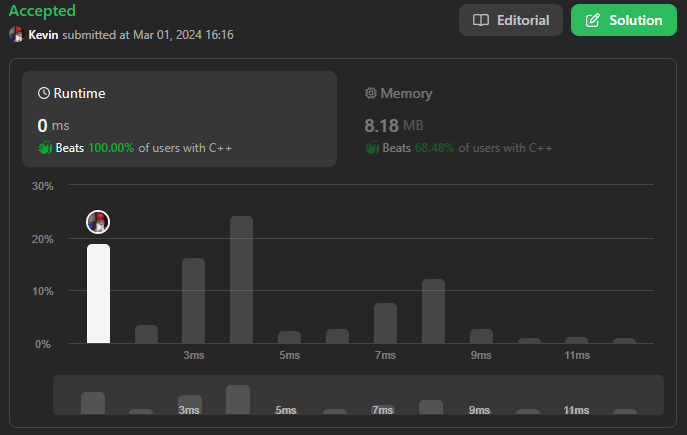 Accepted
Editorial
Solution
Kevin submitted at Mar 01, 2024 16:16
Runtime
Memory
0 ms
8.18 MB
Beats 100.00% of users with C++
Beats 68.48% of users with C++
30%
20%
10%
0%
3ms 5ms 7ms 9ms 11ms
3ms 5ms 7ms 9ms 11ms